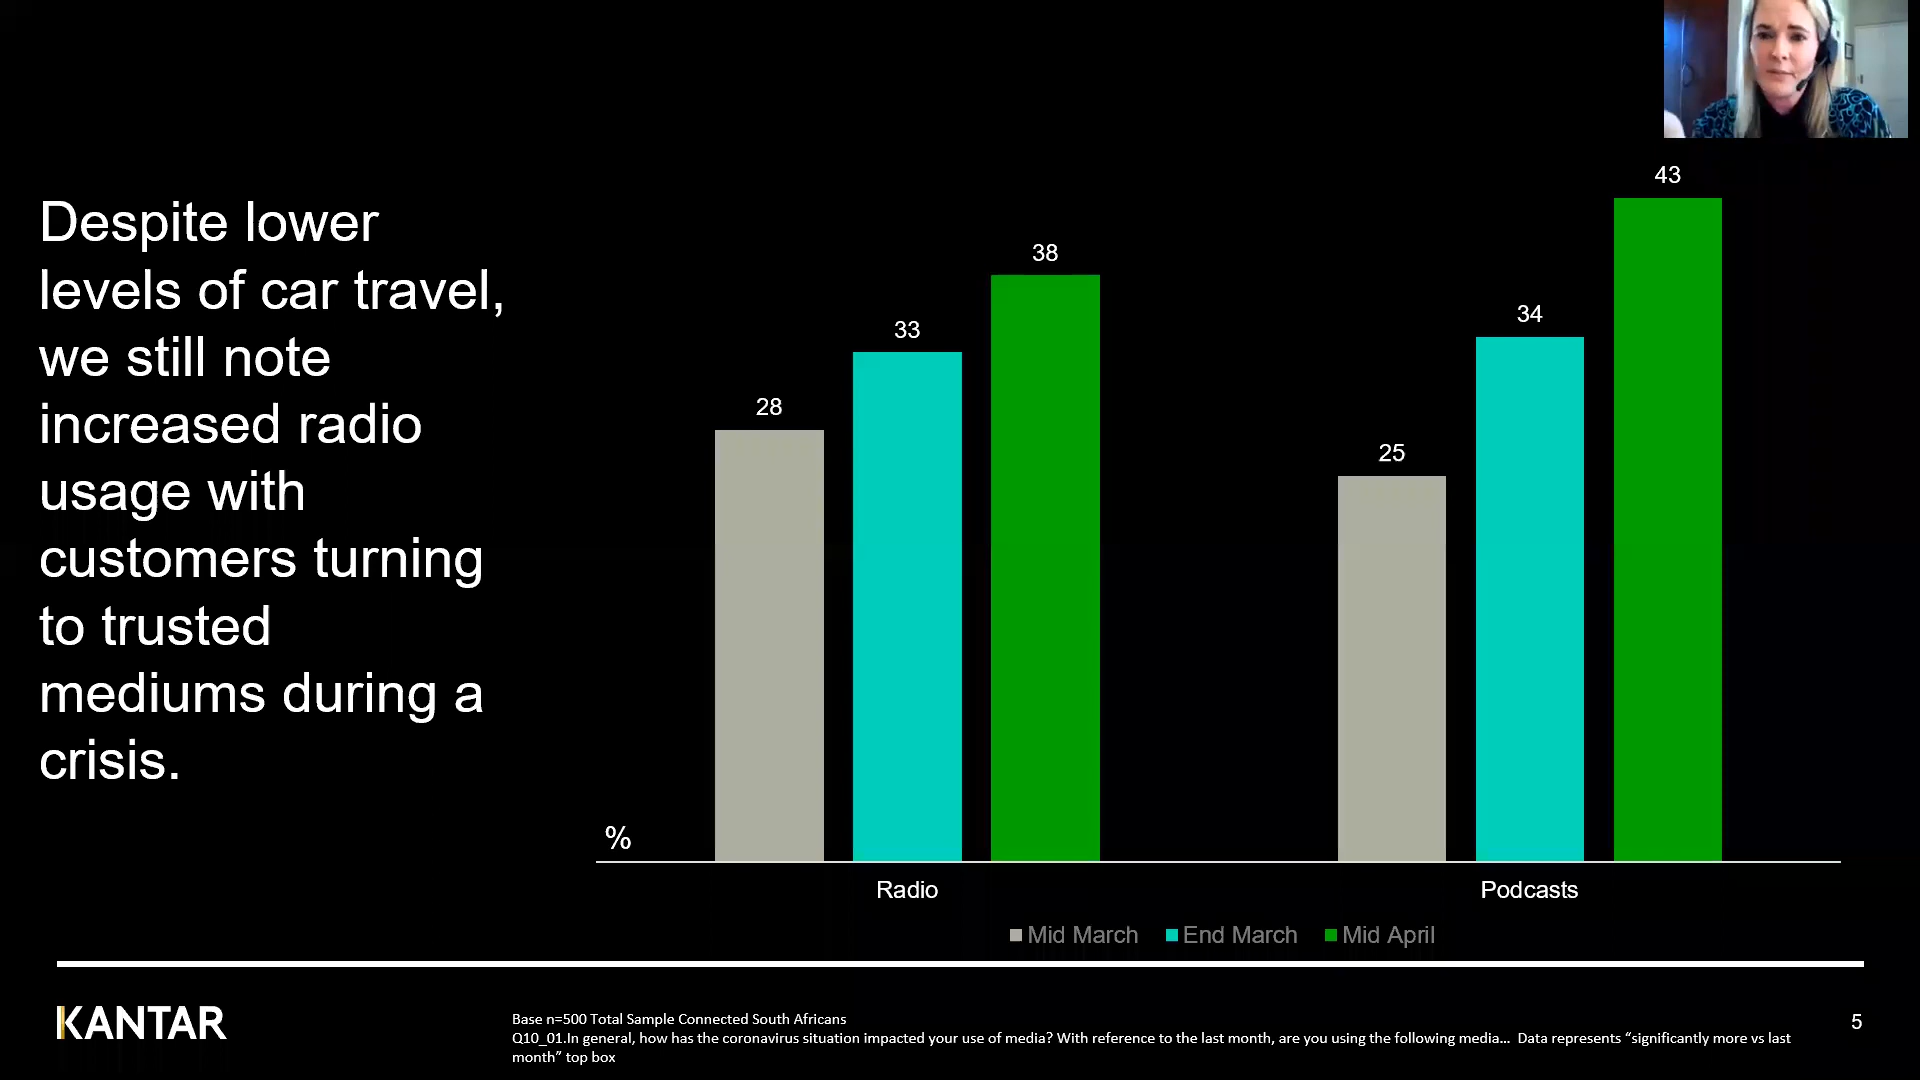 Despite lower
levels of car travel,
we still note
increased radio
usage with
customers turning
to trusted
mediums during a
crisis.
43
38
34
33
28
25
%
Radio
Podcasts
Mid March End March Mid April
KANTAR
Base n=500 Total Sample Connected South Africans
Q10_01.In general, how has the coronavirus situation impacted your use of media? With reference to the last month, are you using the following media… Data represents “significantly more vs last
month” top box
5